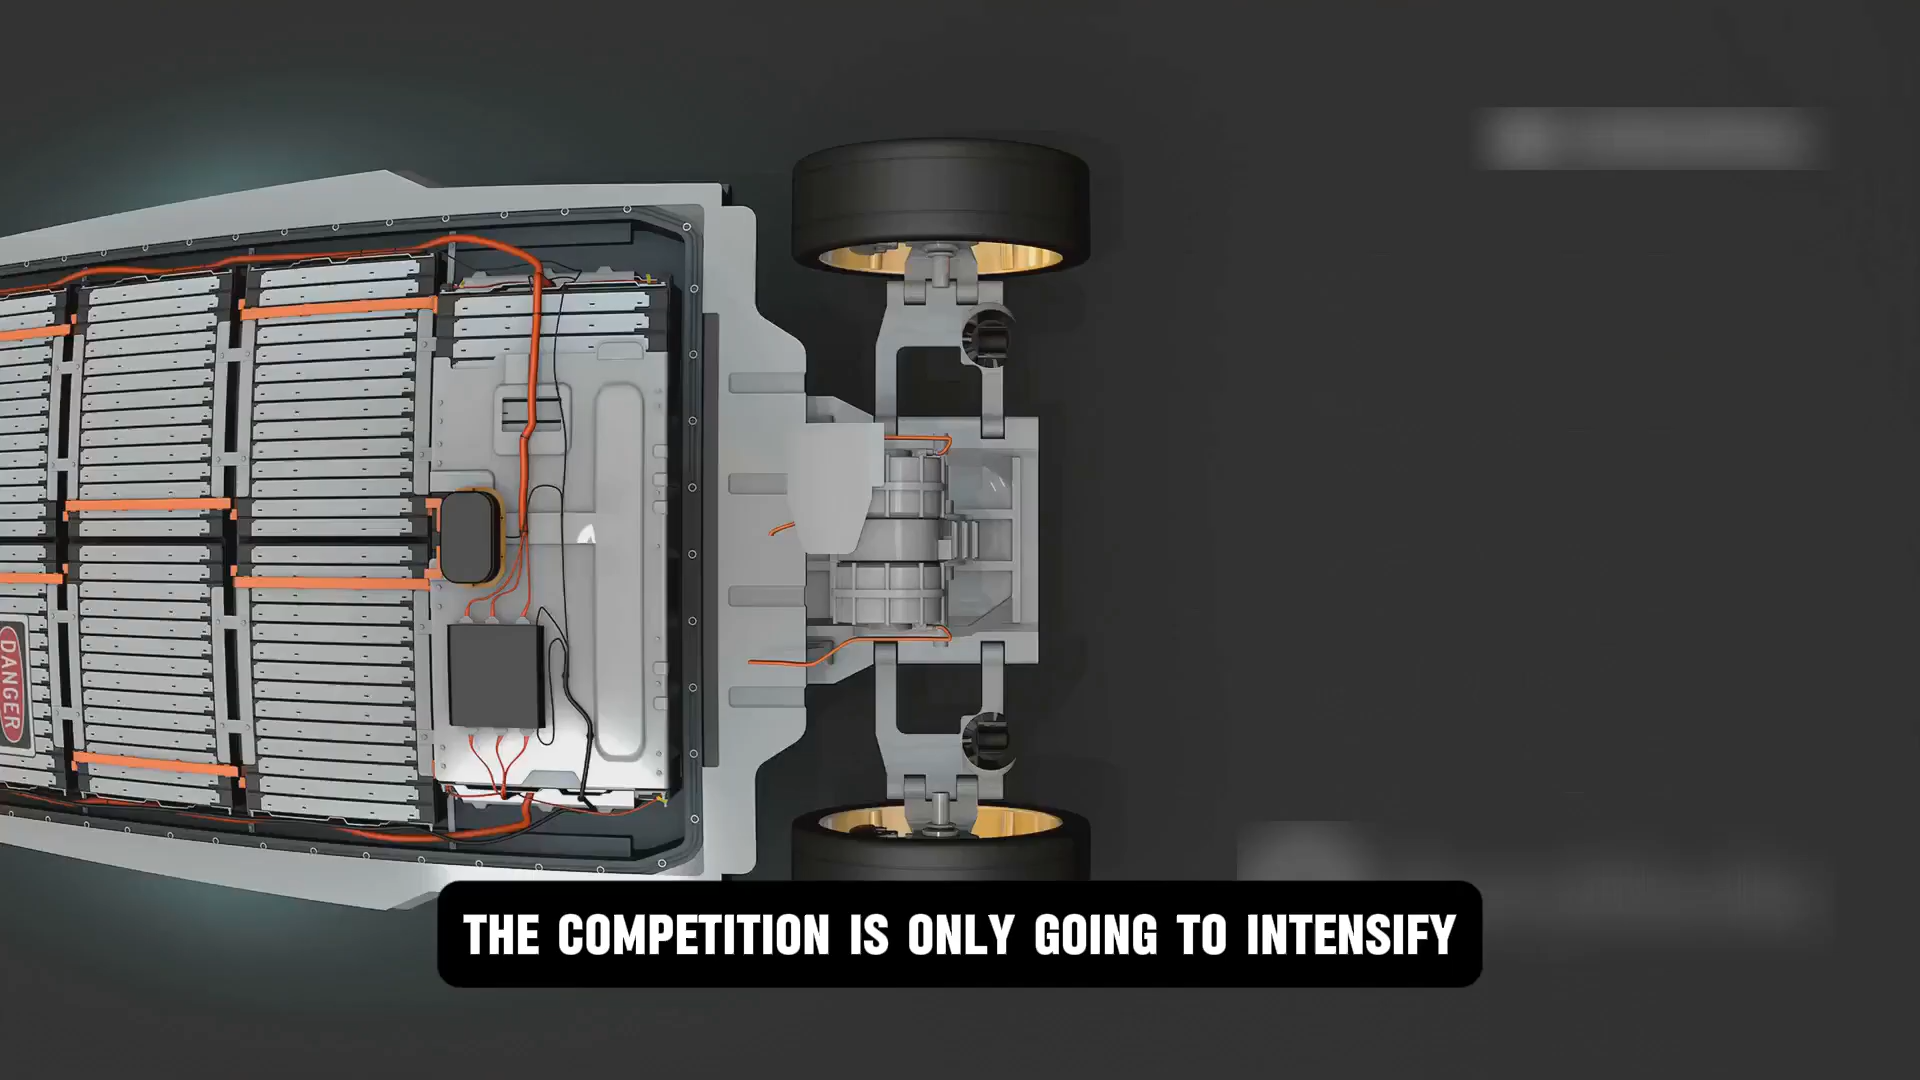 DANGER
THE COMPETITION IS ONLY GOING TO INTENSIFY